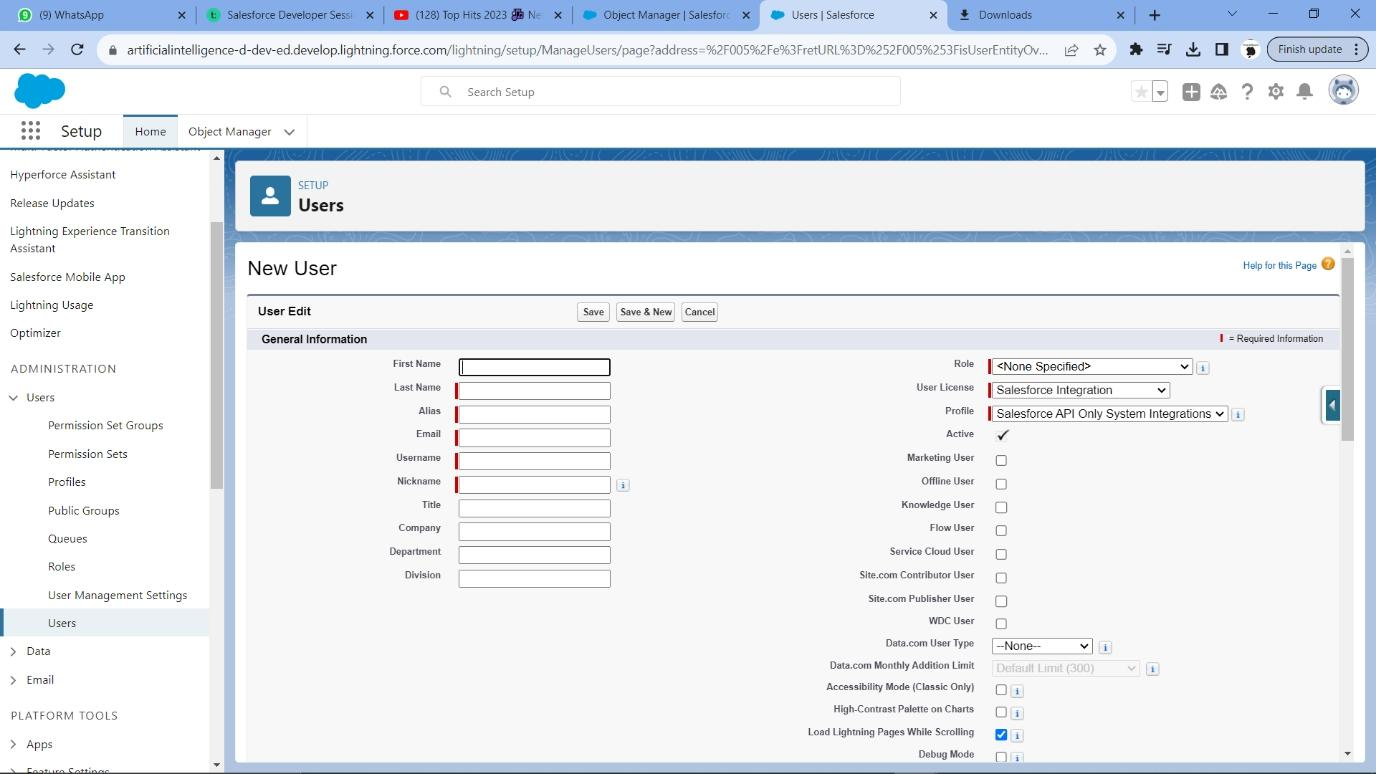 (9) WhatsApp
Salesforce Developer Sessi
(128) Top Hits 2023 Ne
Object Manager | Salesforc
Users | Salesforce
Downloads
artificialintelligence-d-dev-ed.develop.lightning.force.com/lightning/setup/ManageUsers/page?address=%2F005%2Fe%3FretURL%3D%252F005%253FisUserEntityOv...
Finish update
Search Setup
Setup
Home
Object Manager
Hyperforce Assistant
Release Updates
Lightning Experience Transition
Assistant
Salesforce Mobile App
Lightning Usage
Optimizer
ADMINISTRATION
Users
Permission Set Groups
Permission Sets
Profiles
Public Groups
Queues
Roles
User Management Settings
Users
Data
Email
PLATFORM TOOLS
Apps
Feature Settings
SETUP
Users
New User
Help for this Page
User Edit
Save
Save & New
Cancel
General Information
= Required Information
First Name
Last Name
Alias
Email
Username
Nickname
Title
Company
Department
Division
Role
<None Specified>
User License
Salesforce Integration
Profile
Salesforce API Only System Integrations
Active
Marketing User
Offline User
Knowledge User
Flow User
Service Cloud User
Site.com Contributor User
Site.com Publisher User
WDC User
Data.com User Type
--None--
Data.com Monthly Addition Limit
Default Limit (300)
Accessibility Mode (Classic Only)
High-Contrast Palette on Charts
Load Lightning Pages While Scrolling
Debug Mode